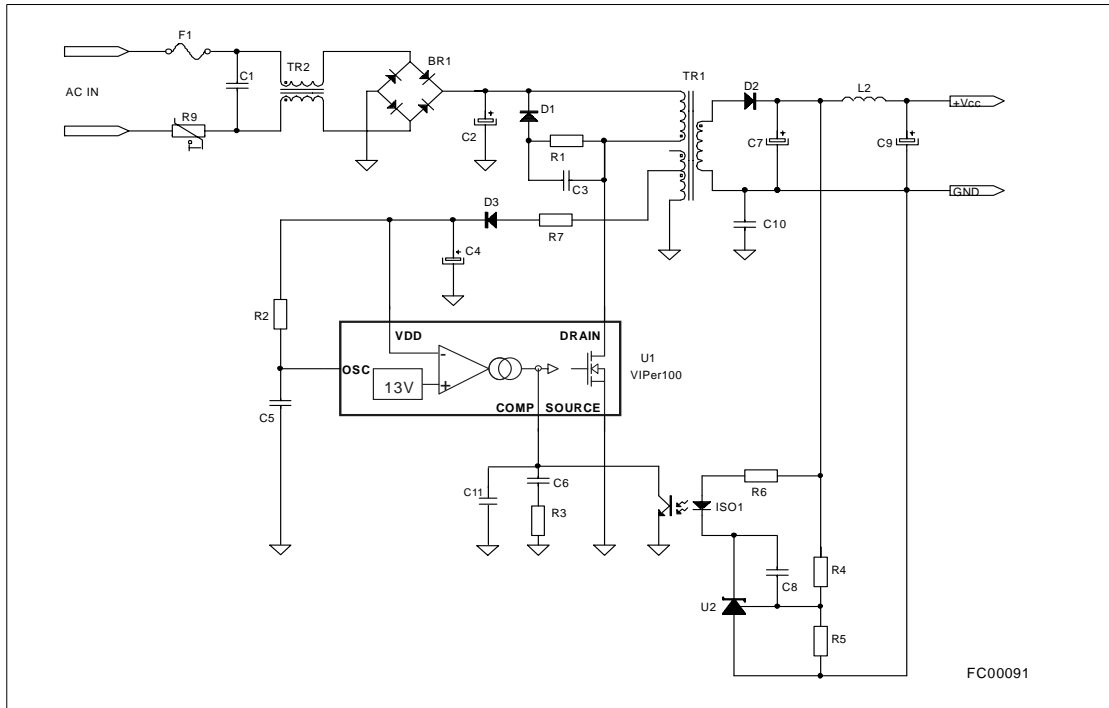 F1
TR2
BR1
C1
AC IN
R9
C2
D1
R1
C3
TR1
D2
L2
+Vcc
C7
C9
GND
C10
D3
R7
C4
R2
VDD
DRAIN
OSC
-
13V
+
U1
VIPer100
COMP
SOURCE
C5
C11
C6
R3
R6
ISO1
C8
R4
U2
R5
FC00091